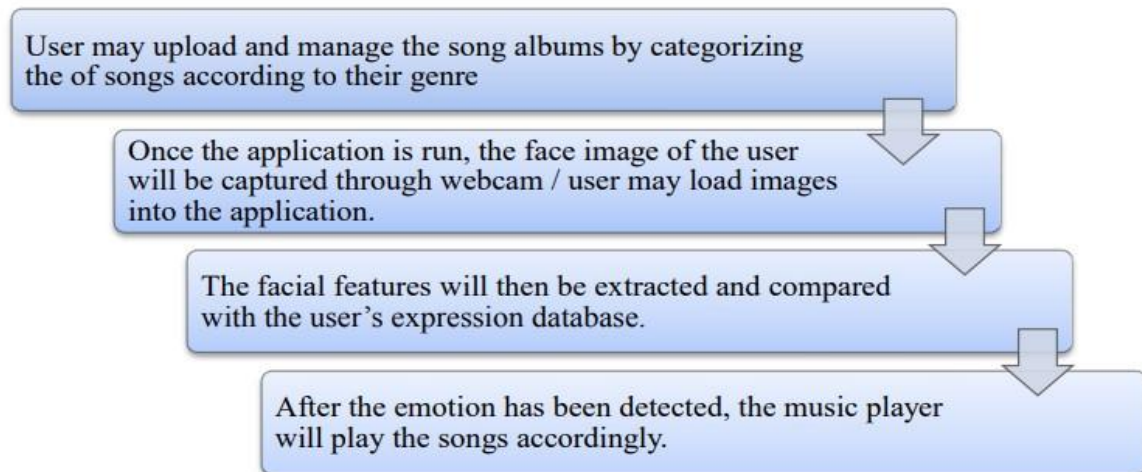 User may upload and manage the song albums by categorizing
the of songs according to their genre
Once the application is run, the face image of the user
will be captured through webcam / user may load images
into the application.
The facial features will then be extracted and compared
with the user’s expression database.
After the emotion has been detected, the music player
will play the songs accordingly.